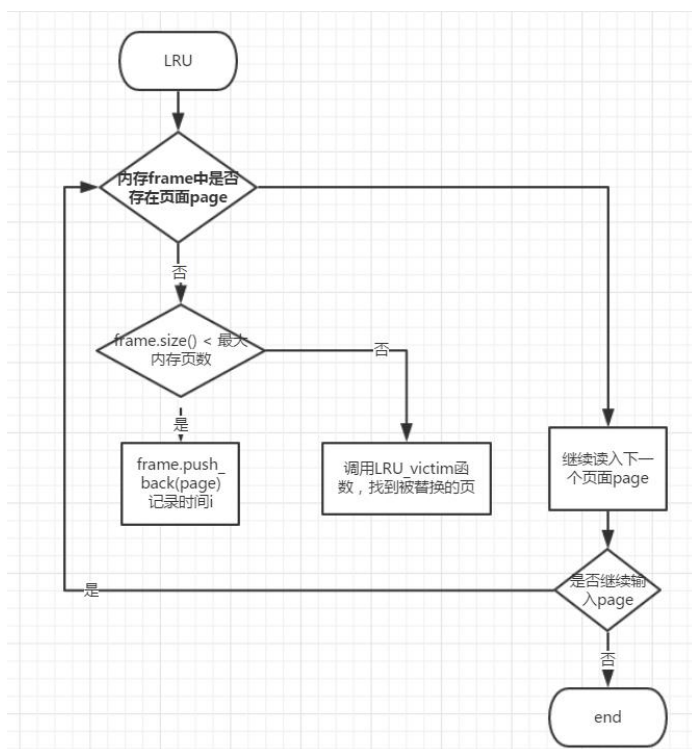 LRU
内存frame中是否
存在页面page
否
frame.size() < 最大
内存页数
否
是
frame.push_
back(page)
记录时间i
调用LRU_victim函
数，找到被替换的页
继续读入下一
个页面page
是否继续输
入page
是
否
end